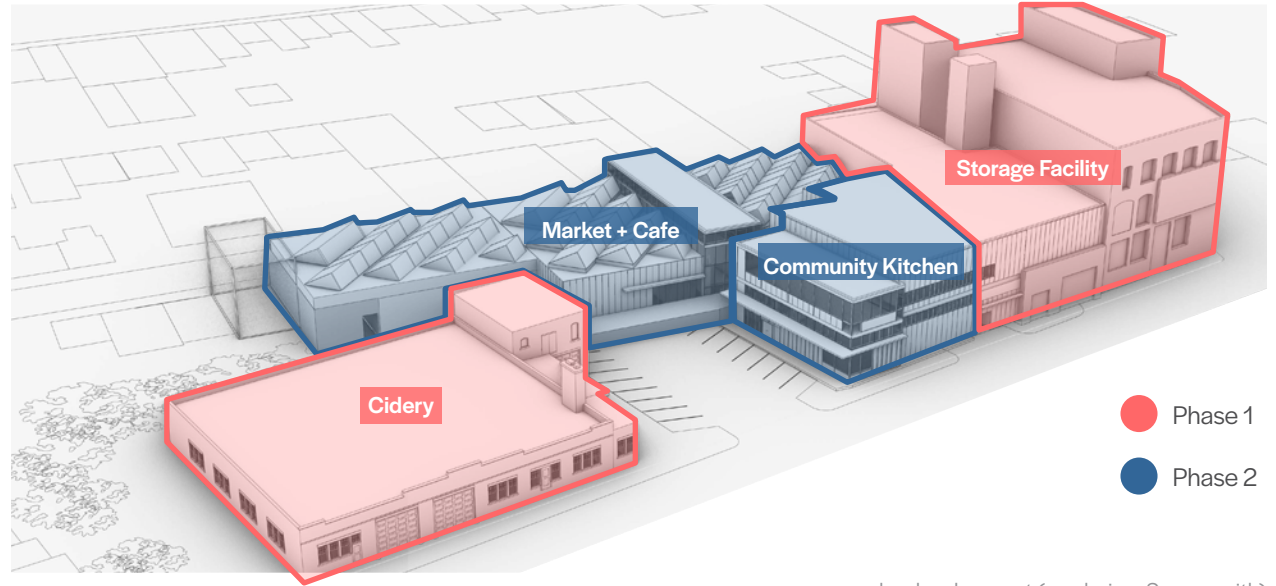 Storage Facility
Market + Cafe
Community Kitchen
Cidery
Phase 1
Phase 2